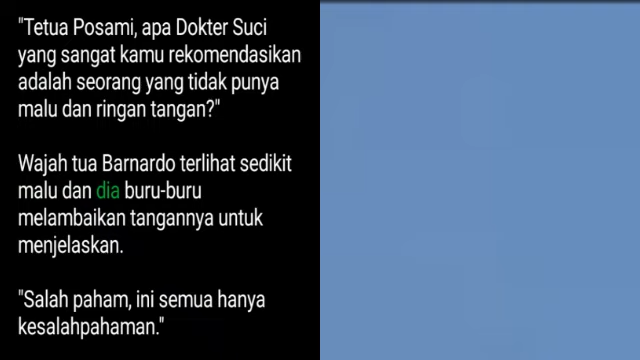 "Tetua Posami, apa Dokter Suci
yang sangat kamu rekomendasikan
adalah seorang yang tidak punya
malu dan ringan tangan?"
Wajah tua Barnardo terlihat sedikit
malu dan dia buru-buru
melambaikan tangannya untuk
menjelaskan.
"Salah paham, ini semua hanya
kesalahpahaman."